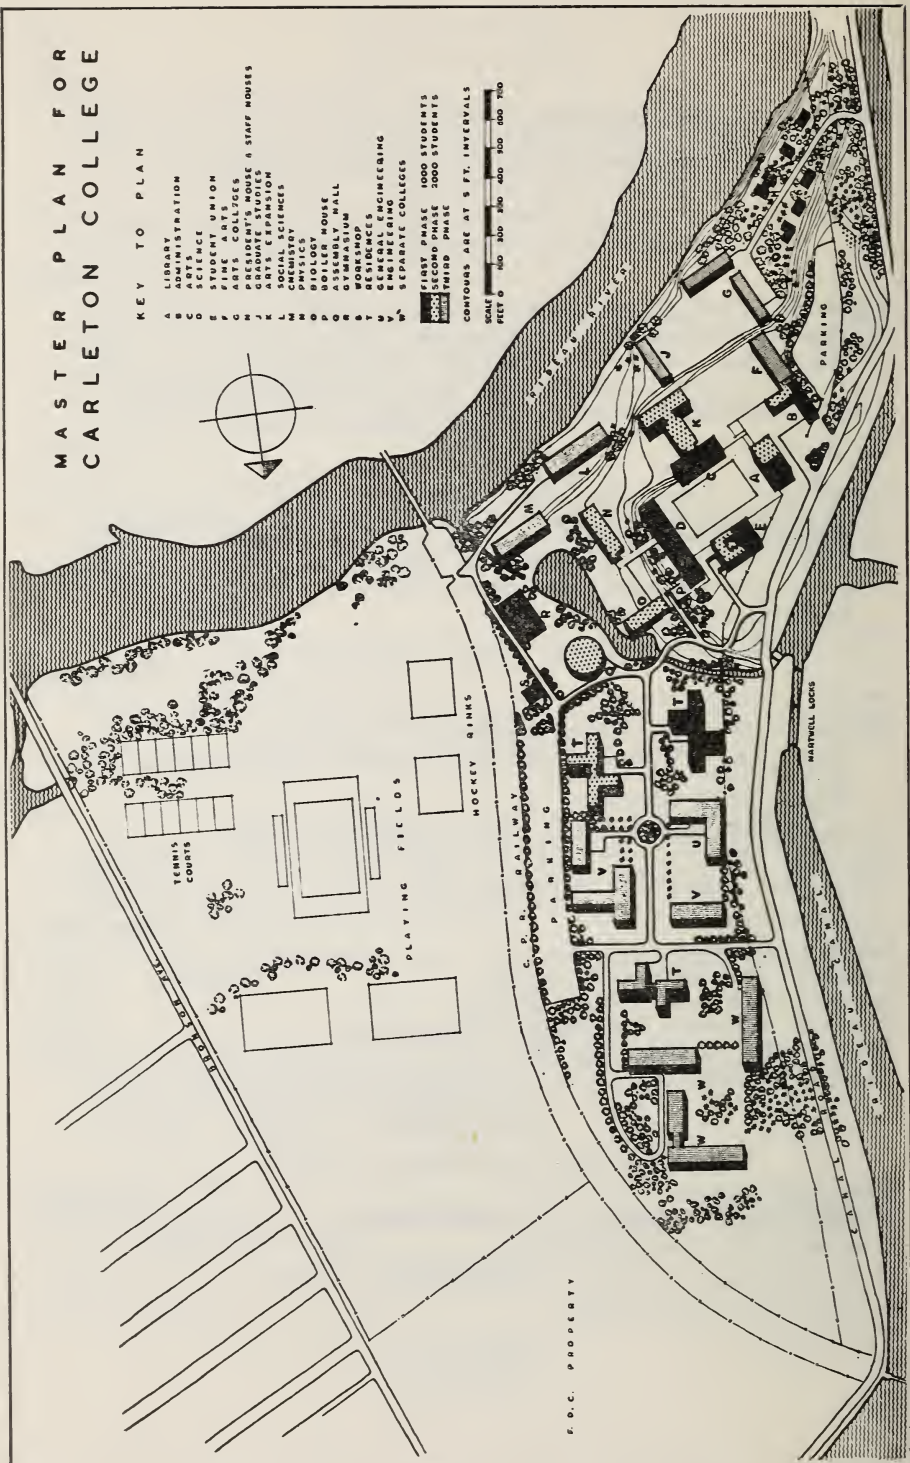 MASTER PLAN FOR
CARLETON COLLEGE
KEY TO PLAN
A LIBRARY
B ADMINISTRATION
C ARTS
D SCIENCE
E STUDENT UNION
F FINE ARTS
G ARTS COLLEGES
H PRESIDENT'S HOUSE & STAFF HOUSES
J GRADUATE STUDIES
K ARTS EXPANSION
L SOCIAL SCIENCES
M CHEMISTRY
N PHYSICS
O BIOLOGY
P BOILER HOUSE
Q ASSEMBLY HALL
R GYMNASIUM
S WORKSHOP
T RESIDENCES
U GENERAL ENGINEERING
V ENGINEERING
W SEPARATE COLLEGES
FIRST PHASE 1000 STUDENTS
SECOND PHASE 2000 STUDENTS
THIRD PHASE
CONTOURS ARE AT 5 FT. INTERVALS
SCALE
FEET 0 100 200 300 400 500 600 700
RIDEAU RIVER
PARKING
G
F
J
B
K
L
C
A
M
N
D
E
O
R
S
T
T
U
V
V
T
W
W
W
HARTWELL LOCKS
HOCKEY RINKS
PLAYING FIELDS
TENNIS
COURTS
C. P. R. RAILWAY
PARKING
BRONSON AVE
RIDEAU CANAL
CANAL ROAD
F. D. C. PROPERTY